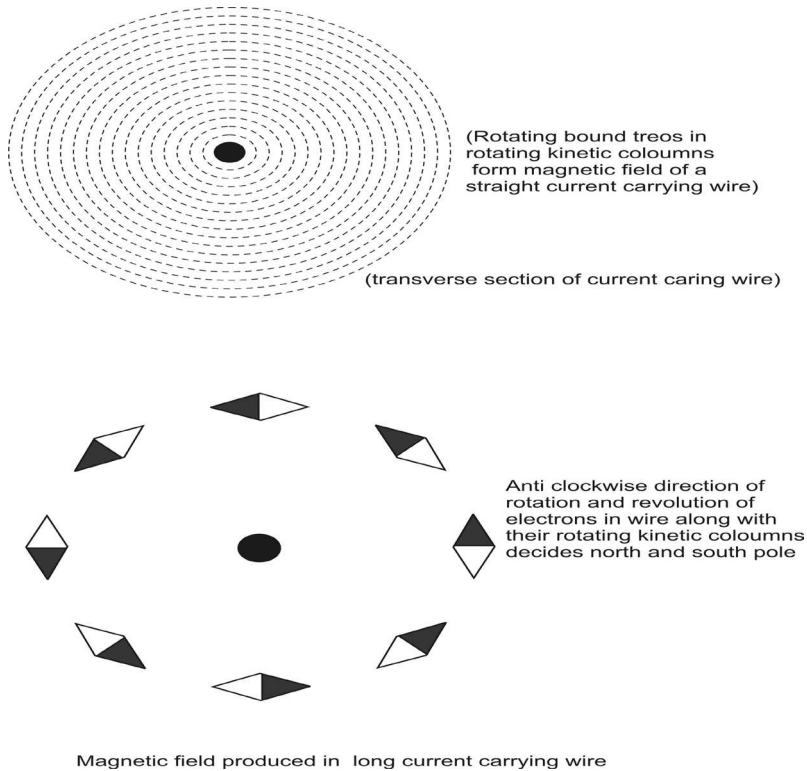 (Rotating bound treos in
rotating kinetic coloumns
form magnetic field of a
straight current carrying wire)
(transverse section of current caring wire)
Anti clockwise direction of
rotation and revolution of
electrons in wire along with
their rotating kinetic coloumns
decides north and south pole
Magnetic field produced in long current carrying wire